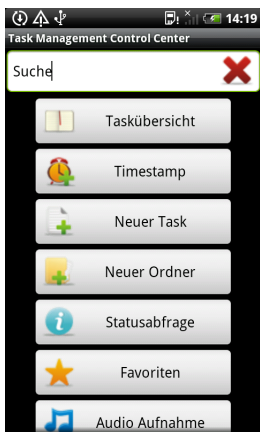 14:19
Task Management Control Center
Suche
Taskübersicht
Timestamp
Neuer Task
Neuer Ordner
Statusabfrage
Favoriten
Audio Aufnahme